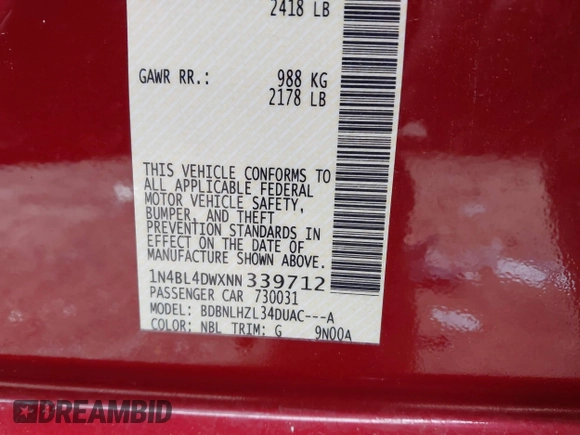 2418 LB
GAWR RR.: 988 KG
2178 LB
THIS VEHICLE CONFORMS TO
ALL APPLICABLE FEDERAL
MOTOR VEHICLE SAFETY,
BUMPER, AND THEFT
PREVENTION STANDARDS IN
EFFECT ON THE DATE OF
MANUFACTURE SHOWN ABOVE.
1N4BL4DWXNN339712
PASSENGER CAR 730031
MODEL: BDBNLHZL34DUAC---A
COLOR: NBL TRIM: G 9N00A
DREAMBID